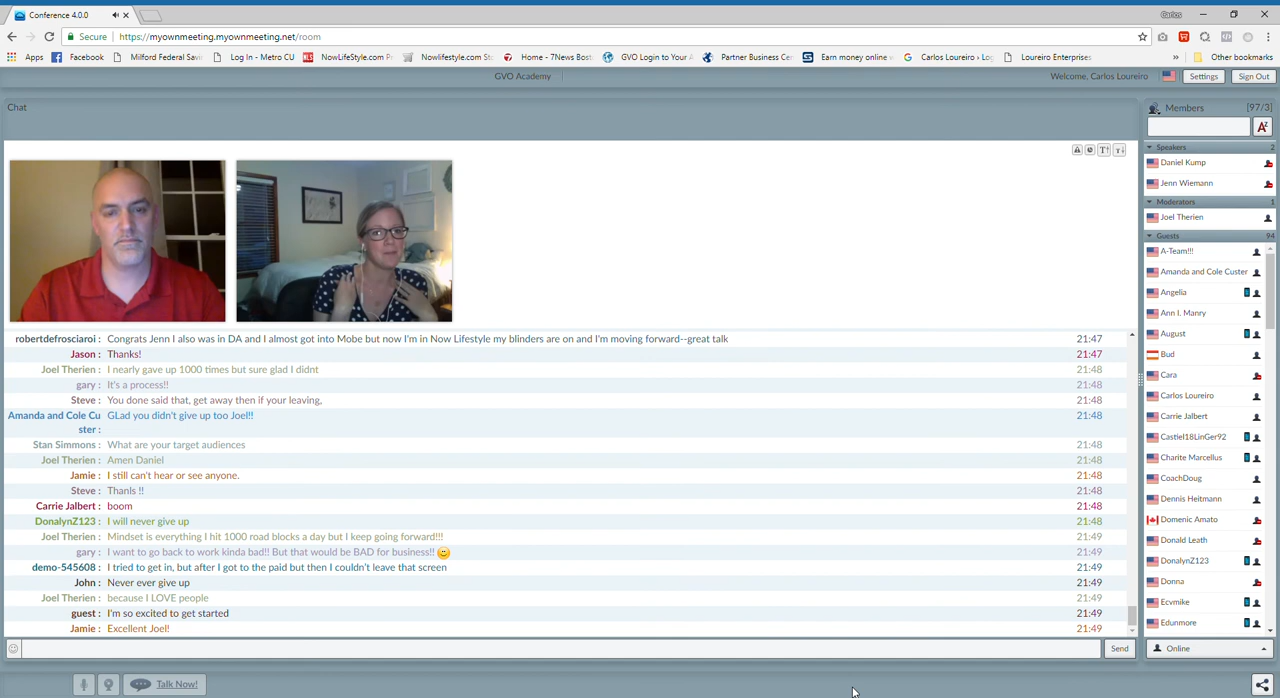 Conference 4.0.0
Carlos
Secure https://myownmeeting.myownmeeting.net/room
Apps Facebook Milford Federal Savi Log In - Metro CU NowLifeStyle.com P Nowlifestyle.com St Home - 7News Bost GVO Login to Your Partner Business Cen Earn money online Carlos Loureiro › Log Loureiro Enterprises » Other bookmarks
GVO Academy Welcome, Carlos Loureiro Settings Sign Out
Chat
Members [97/3]
Speakers 2
Daniel Kump
Jenn Wiemann
Moderators 1
Joel Therien
Guests 94
A-Team!!!
Amanda and Cole Custer
Angelia
Ann I. Manry
August
Bud
Cara
Carlos Loureiro
Carrie Jalbert
Castiel18LinGer92
Charite Marcellus
CoachDoug
Dennis Heitmann
Domenic Amato
Donald Leath
DonalynZ123
Donna
Ecvmike
Edunmore
robertdefrosciaroi : Congrats Jenn I also was in DA and I almost got into Mobe but now I'm in Now Lifestyle my blinders are on and I'm moving forward--great talk 21:47
Jason : Thanks! 21:47
Joel Therien : I nearly gave up 1000 times but sure glad I didnt 21:48
gary : It's a process!! 21:48
Steve : You done said that, get away then if your leaving, 21:48
Amanda and Cole Cu GLad you didn't give up too Joel!! 21:48
ster :
Stan Simmons : What are your target audiences 21:48
Joel Therien : Amen Daniel 21:48
Jamie : I still can't hear or see anyone. 21:48
Steve : Thanls !! 21:48
Carrie Jalbert : boom 21:48
DonalynZ123 : I will never give up 21:48
Joel Therien : Mindset is everything I hit 1000 road blocks a day but I keep going forward!!! 21:49
gary : I want to go back to work kinda bad!! But that would be BAD for business!! 21:49
demo-545608 : I tried to get in, but after I got to the paid but then I couldn't leave that screen 21:49
John : Never ever give up 21:49
Joel Therien : because I LOVE people 21:49
guest : I'm so excited to get started 21:49
Jamie : Excellent Joel! 21:49
Send
Online
Talk Now!